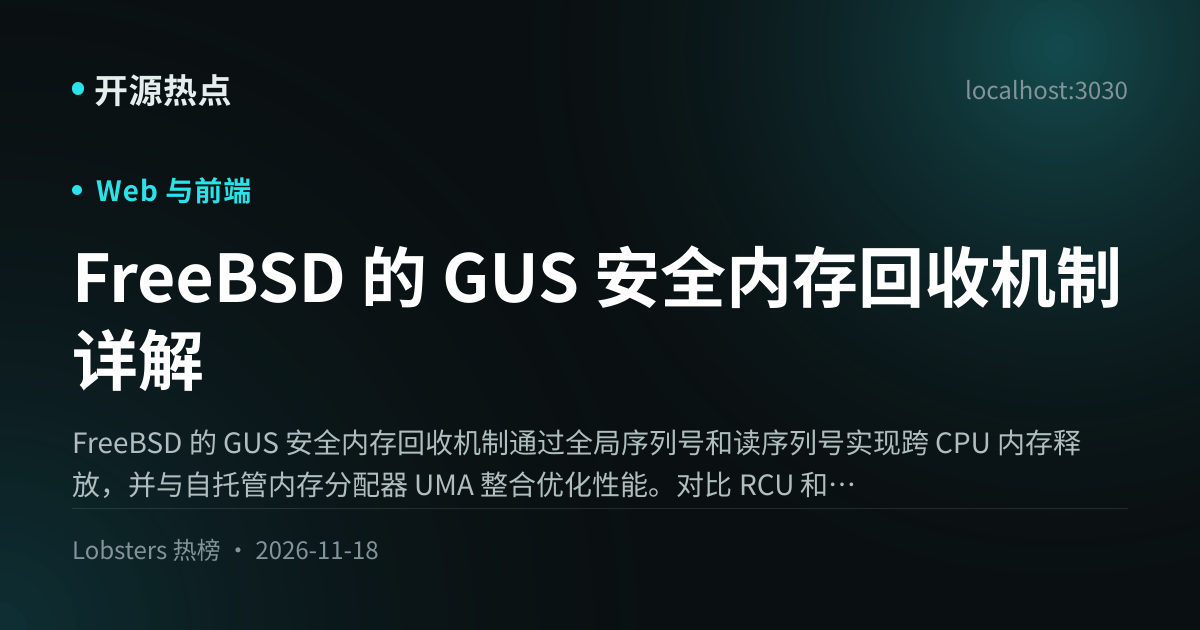 开源热点
localhost:3030
Web 与前端
FreeBSD 的 GUS 安全内存回收机制
详解
FreeBSD 的 GUS 安全内存回收机制通过全局序列号和读序列号实现跨 CPU 内存释
放，并与自托管内存分配器 UMA 整合优化性能。对比 RCU 和…
Lobsters 热榜 · 2026-11-18